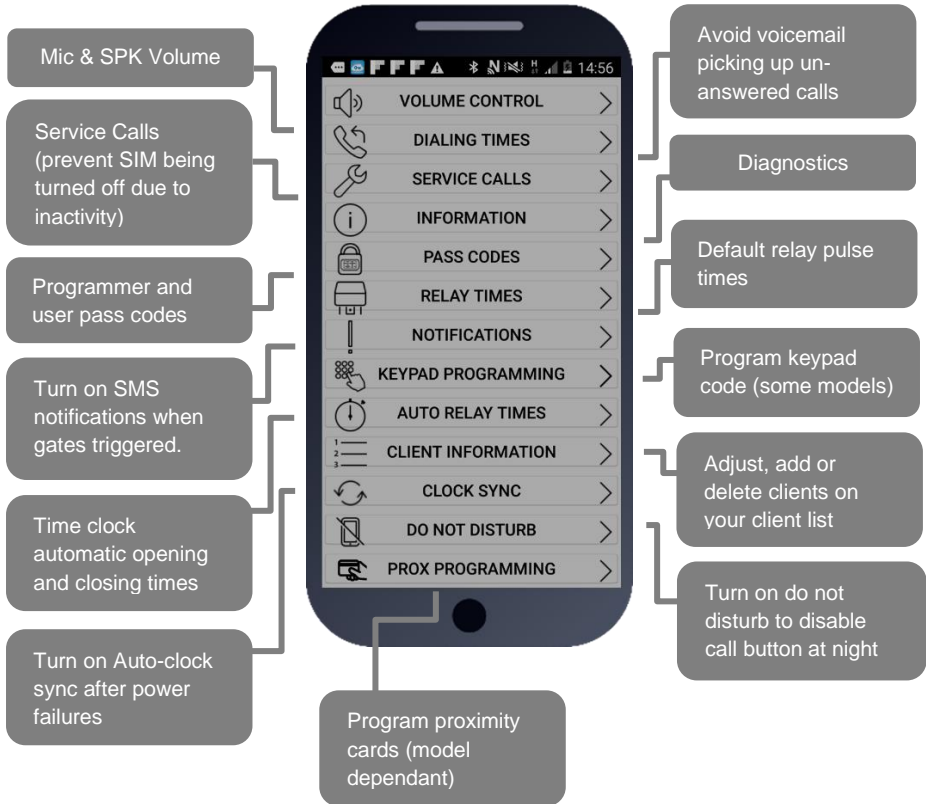 Mic & SPK Volume
Service Calls
(prevent SIM being
turned off due to
inactivity)
Programmer and
user pass codes
Turn on SMS
notifications when
gates triggered.
Time clock
automatic opening
and closing times
Turn on Auto-clock
sync after power
failures
14:56
VOLUME CONTROL
DIALING TIMES
SERVICE CALLS
INFORMATION
PASS CODES
RELAY TIMES
NOTIFICATIONS
KEYPAD PROGRAMMING
AUTO RELAY TIMES
1
2
3
CLIENT INFORMATION
CLOCK SYNC
DO NOT DISTURB
PROX PROGRAMMING
Program proximity
cards (model
dependant)
Avoid voicemail
picking up un-
answered calls
Diagnostics
Default relay pulse
times
Program keypad
code (some models)
Adjust, add or
delete clients on
your client list
Turn on do not
disturb to disable
call button at night